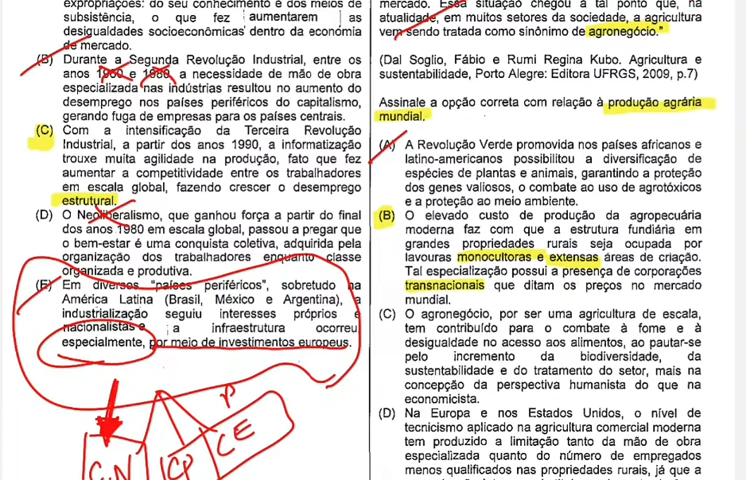 expropriações: do seu conhecimento e dos meios de
subsistência, o que fez aumentarem as
desigualdades socioeconômicas dentro da economia
de mercado.
(B) Durante a Segunda Revolução Industrial, entre os
anos 1960 e 1980, a necessidade de mão de obra
especializada nas indústrias resultou no aumento do
desemprego nos países periféricos do capitalismo,
gerando fuga de empresas para os países centrais.
(C) Com a intensificação da Terceira Revolução
Industrial, a partir dos anos 1990, a informatização
trouxe muita agilidade na produção, fato que fez
aumentar a competitividade entre os trabalhadores
em escala global, fazendo crescer o desemprego
estrutural.
(D) O Neoliberalismo, que ganhou força a partir do final
dos anos 1980 em escala global, passou a pregar que
o bem-estar é uma conquista coletiva, adquirida pela
organização dos trabalhadores enquanto classe
organizada e produtiva.
(E) Em diversos "países periféricos", sobretudo na
América Latina (Brasil, México e Argentina), a
industrialização seguiu interesses próprios e
nacionalistas e a infraestrutura ocorreu
especialmente, por meio de investimentos europeus.
P
C.N
ICP
CE
mercado. Essa situação chegou a tal ponto que, na
atualidade, em muitos setores da sociedade, a agricultura
vem sendo tratada como sinônimo de agronegócio."
(Dal Soglio, Fábio e Rumi Regina Kubo. Agricultura e
sustentabilidade, Porto Alegre: Editora UFRGS, 2009, p.7)
Assinale a opção correta com relação à produção agrária
mundial.
(A) A Revolução Verde promovida nos países africanos e
latino-americanos possibilitou a diversificação de
espécies de plantas e animais, garantindo a proteção
dos genes valiosos, o combate ao uso de agrotóxicos
e a proteção ao meio ambiente.
(B) O elevado custo de produção da agropecuária
moderna faz com que a estrutura fundiária em
grandes propriedades rurais seja ocupada por
lavouras monocultoras e extensas áreas de criação.
Tal especialização possui a presença de corporações
transnacionais que ditam os preços no mercado
mundial.
(C) O agronegócio, por ser uma agricultura de escala,
tem contribuído para o combate à fome e à
desigualdade no acesso aos alimentos, ao pautar-se
pelo incremento da biodiversidade, da
sustentabilidade e do tratamento do setor, mais na
concepção da perspectiva humanista do que na
economicista.
(D) Na Europa e nos Estados Unidos, o nível de
tecnicismo aplicado na agricultura comercial moderna
tem produzido a limitação tanto da mão de obra
especializada quanto do número de empregados
menos qualificados nas propriedades rurais, já que a